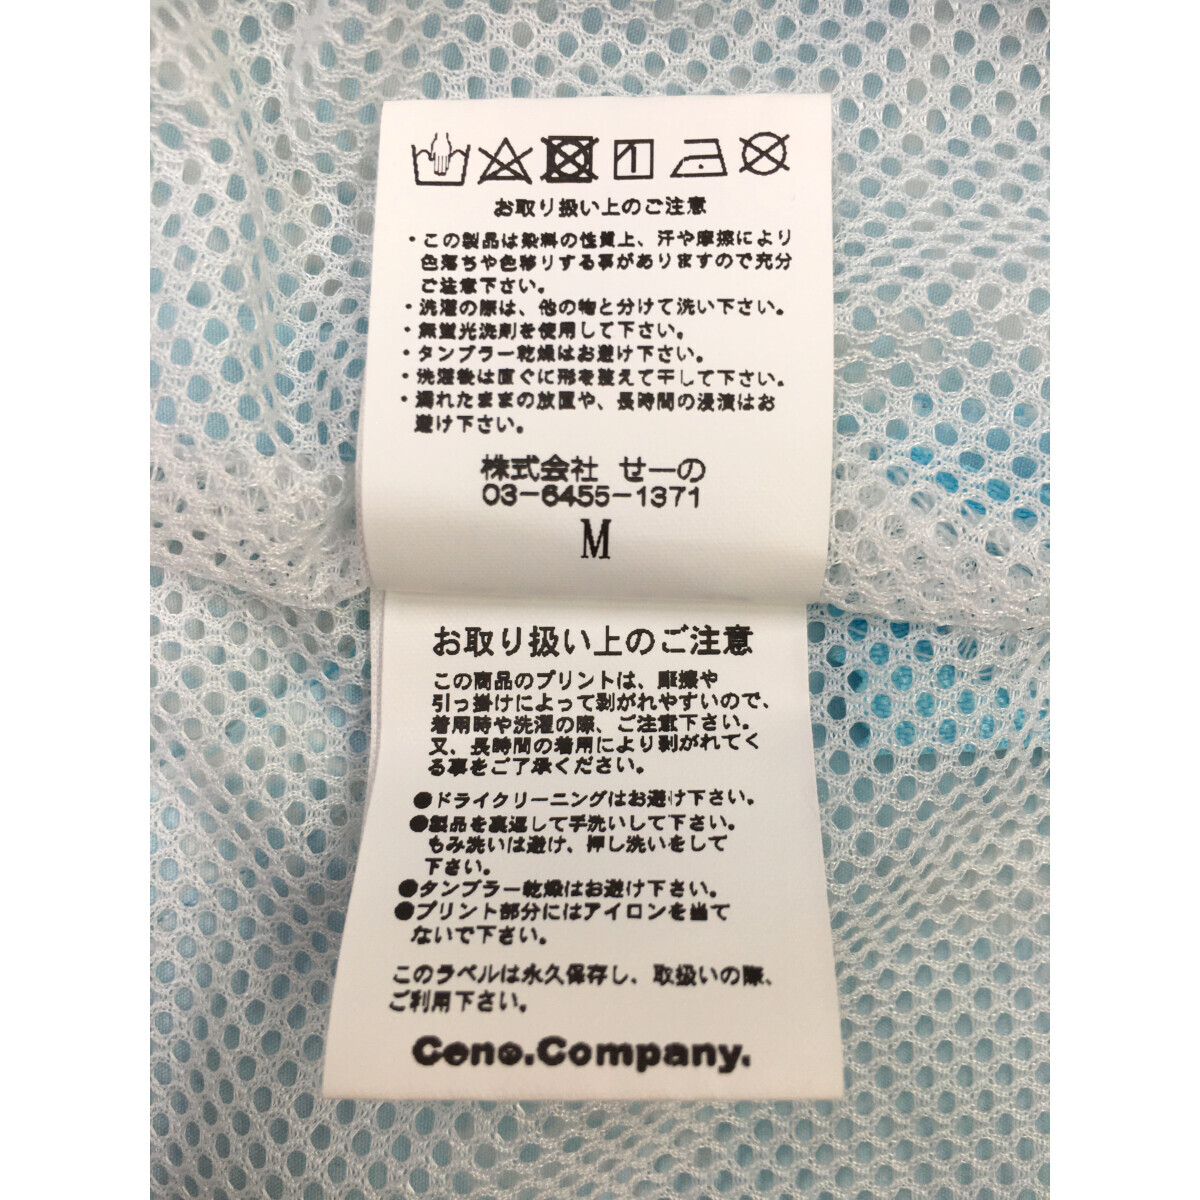 お取り扱い上のご注意
・この製品は染料の性質上、汗や摩擦により
色落ちや色移りする事がありますので充分
ご注意下さい。
・洗濯の際は、他の物と分けて洗い下さい。
・無蛍光洗剤を使用して下さい。
・タンブラー乾燥はお避け下さい。
・洗濯後は直ぐに形を整えて干して下さい。
・濡れたままの放置や、長時間の浸漬はお
避け下さい。
株式会社 せーの
03-6455-1371
M
お取り扱い上のご注意
この商品のプリントは、摩擦や
引っ掛けによって剥がれやすいので、
着用時や洗濯の際、ご注意下さい。
又、長時間の着用により剥がれてく
る事をご了承ください。
●ドライクリーニングはお避け下さい。
●製品を裏返して手洗いして下さい。
もみ洗いは避け、押し洗いをして
下さい。
●タンブラー乾燥はお避け下さい。
●プリント部分にはアイロンを当て
ないで下さい。
このラベルは永久保存し、取扱いの際、
ご利用下さい。
Ceno.Company.